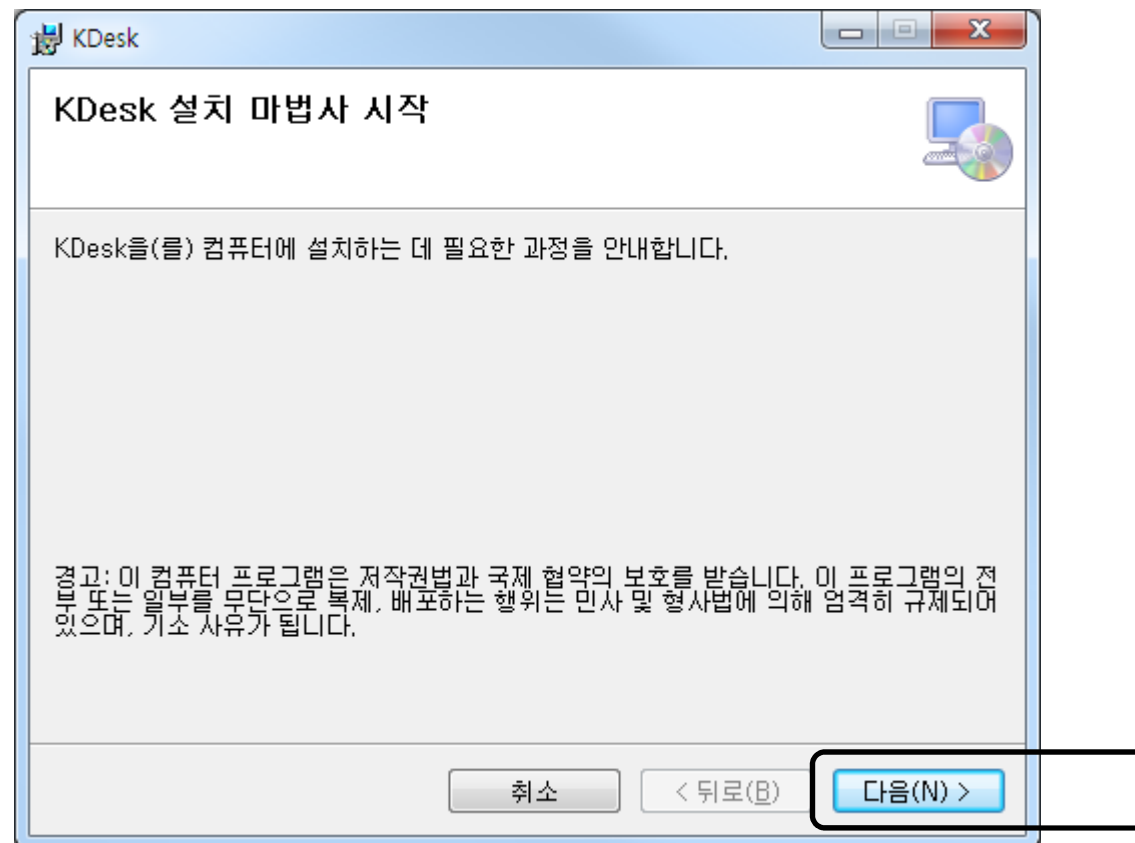 KDesk
KDesk 설치 마법사 시작
KDesk을(를) 컴퓨터에 설치하는 데 필요한 과정을 안내합니다.
경고: 이 컴퓨터 프로그램은 저작권법과 국제 협약의 보호를 받습니다. 이 프로그램의 전
부 또는 일부를 무단으로 복제, 배포하는 행위는 민사 및 형사법에 의해 엄격히 규제되어
있으며, 기소 사유가 됩니다.
취소 < 뒤로(B) 다음(N) >